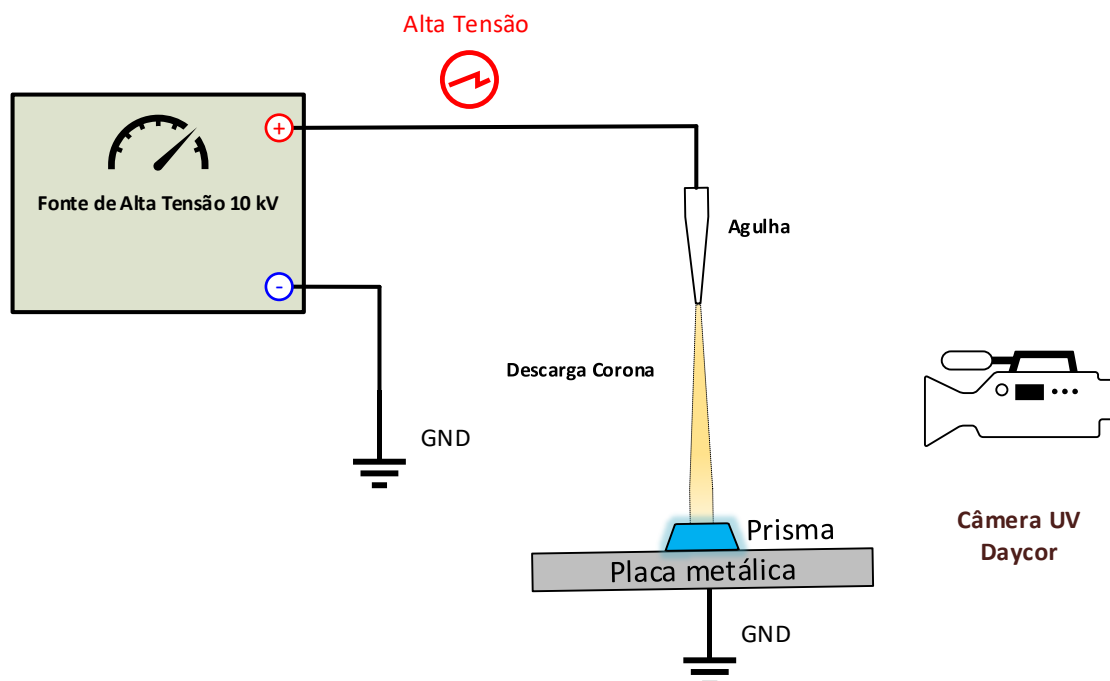 Alta Tensão
+
Fonte de Alta Tensão 10 kV
-
Agulha
Descarga Corona
GND
Prisma
Placa metálica
GND
Câmera UV
Daycor